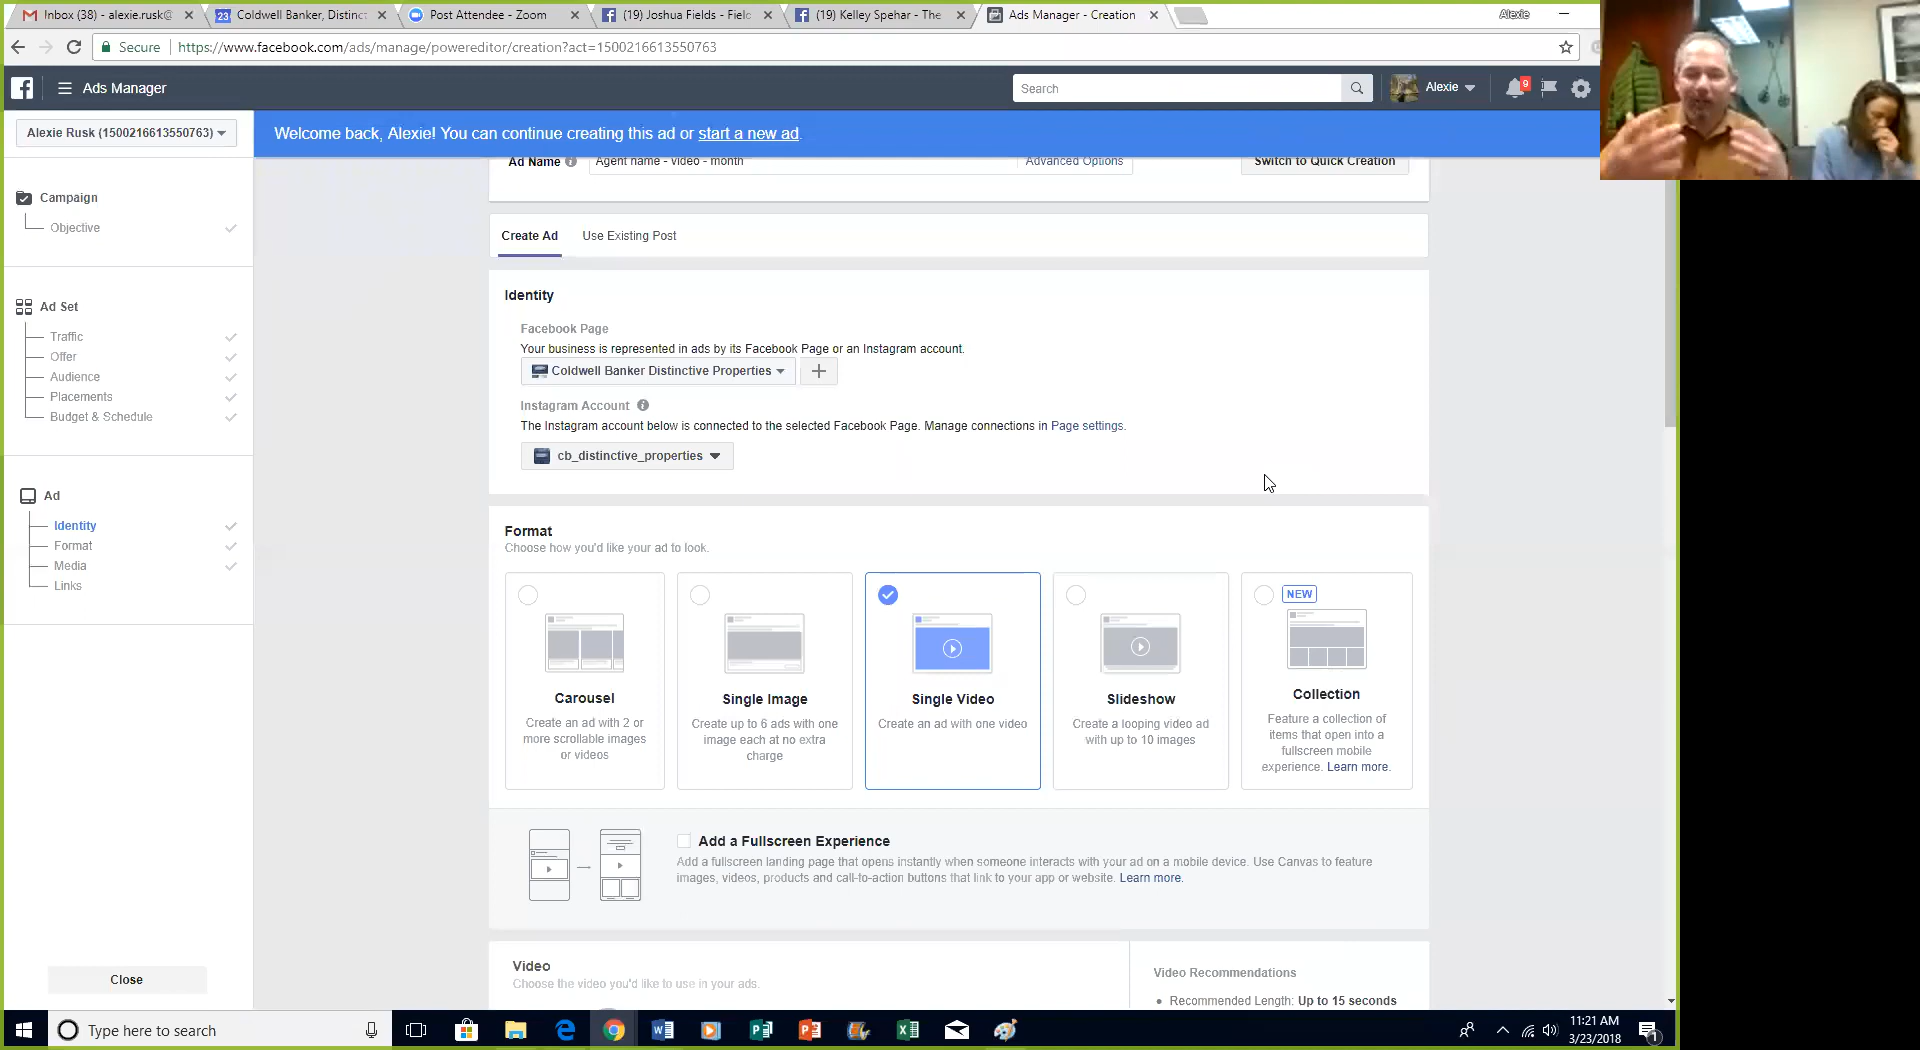 Inbox (38) - alexie.rusk@
Coldwell Banker, Distinct
Post Attendee - Zoom
(19) Joshua Fields - Field
(19) Kelley Spehar - The
Ads Manager - Creation
Alexie
Secure
https://www.facebook.com/ads/manage/powereditor/creation?act=1500216613550763
Ads Manager
Search
Alexie
9
Alexie Rusk (1500216613550763)
Welcome back, Alexie! You can continue creating this ad or start a new ad.
Ad Name
Agent name - video - month
Advanced Options
Switch to Quick Creation
Campaign
Objective
Ad Set
Traffic
Offer
Audience
Placements
Budget & Schedule
Ad
Identity
Format
Media
Links
Close
Create Ad
Use Existing Post
Identity
Facebook Page
Your business is represented in ads by its Facebook Page or an Instagram account.
Coldwell Banker Distinctive Properties
Instagram Account
The Instagram account below is connected to the selected Facebook Page. Manage connections in Page settings.
cb_distinctive_properties
Format
Choose how you'd like your ad to look.
Carousel
Create an ad with 2 or
more scrollable images
or videos
Single Image
Create up to 6 ads with one
image each at no extra
charge
Single Video
Create an ad with one video
Slideshow
Create a looping video ad
with up to 10 images
NEW
Collection
Feature a collection of
items that open into a
fullscreen mobile
experience. Learn more.
Add a Fullscreen Experience
Add a fullscreen landing page that opens instantly when someone interacts with your ad on a mobile device. Use Canvas to feature
images, videos, products and call-to-action buttons that link to your app or website. Learn more.
Video
Choose the video you'd like to use in your ads.
Video Recommendations
Recommended Length: Up to 15 seconds
Type here to search
11:21 AM
3/23/2018
1